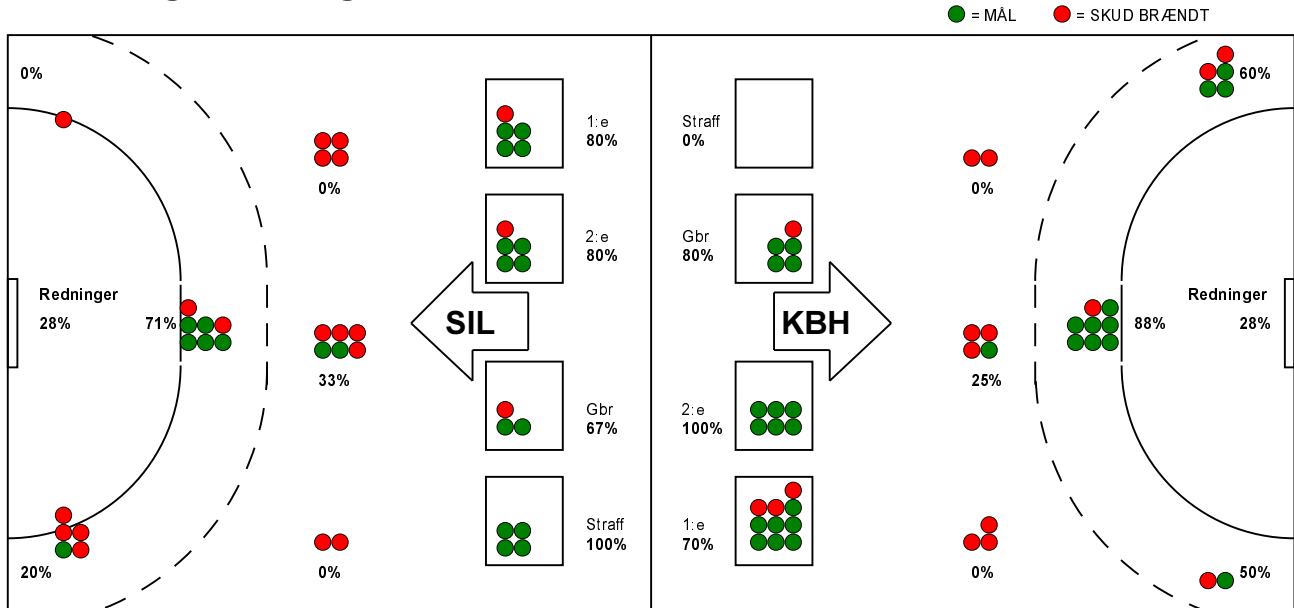 = MÅL
= SKUD BRÆNDT
0%
0%
1:e
80%
2:e
80%
Redninger
28%
71%
SIL
33%
Gbr
67%
Straff
100%
20%
0%
Straff
0%
Gbr
80%
KBH
2:e
100%
1:e
70%
60%
0%
Redninger
88%
28%
25%
0%
50%